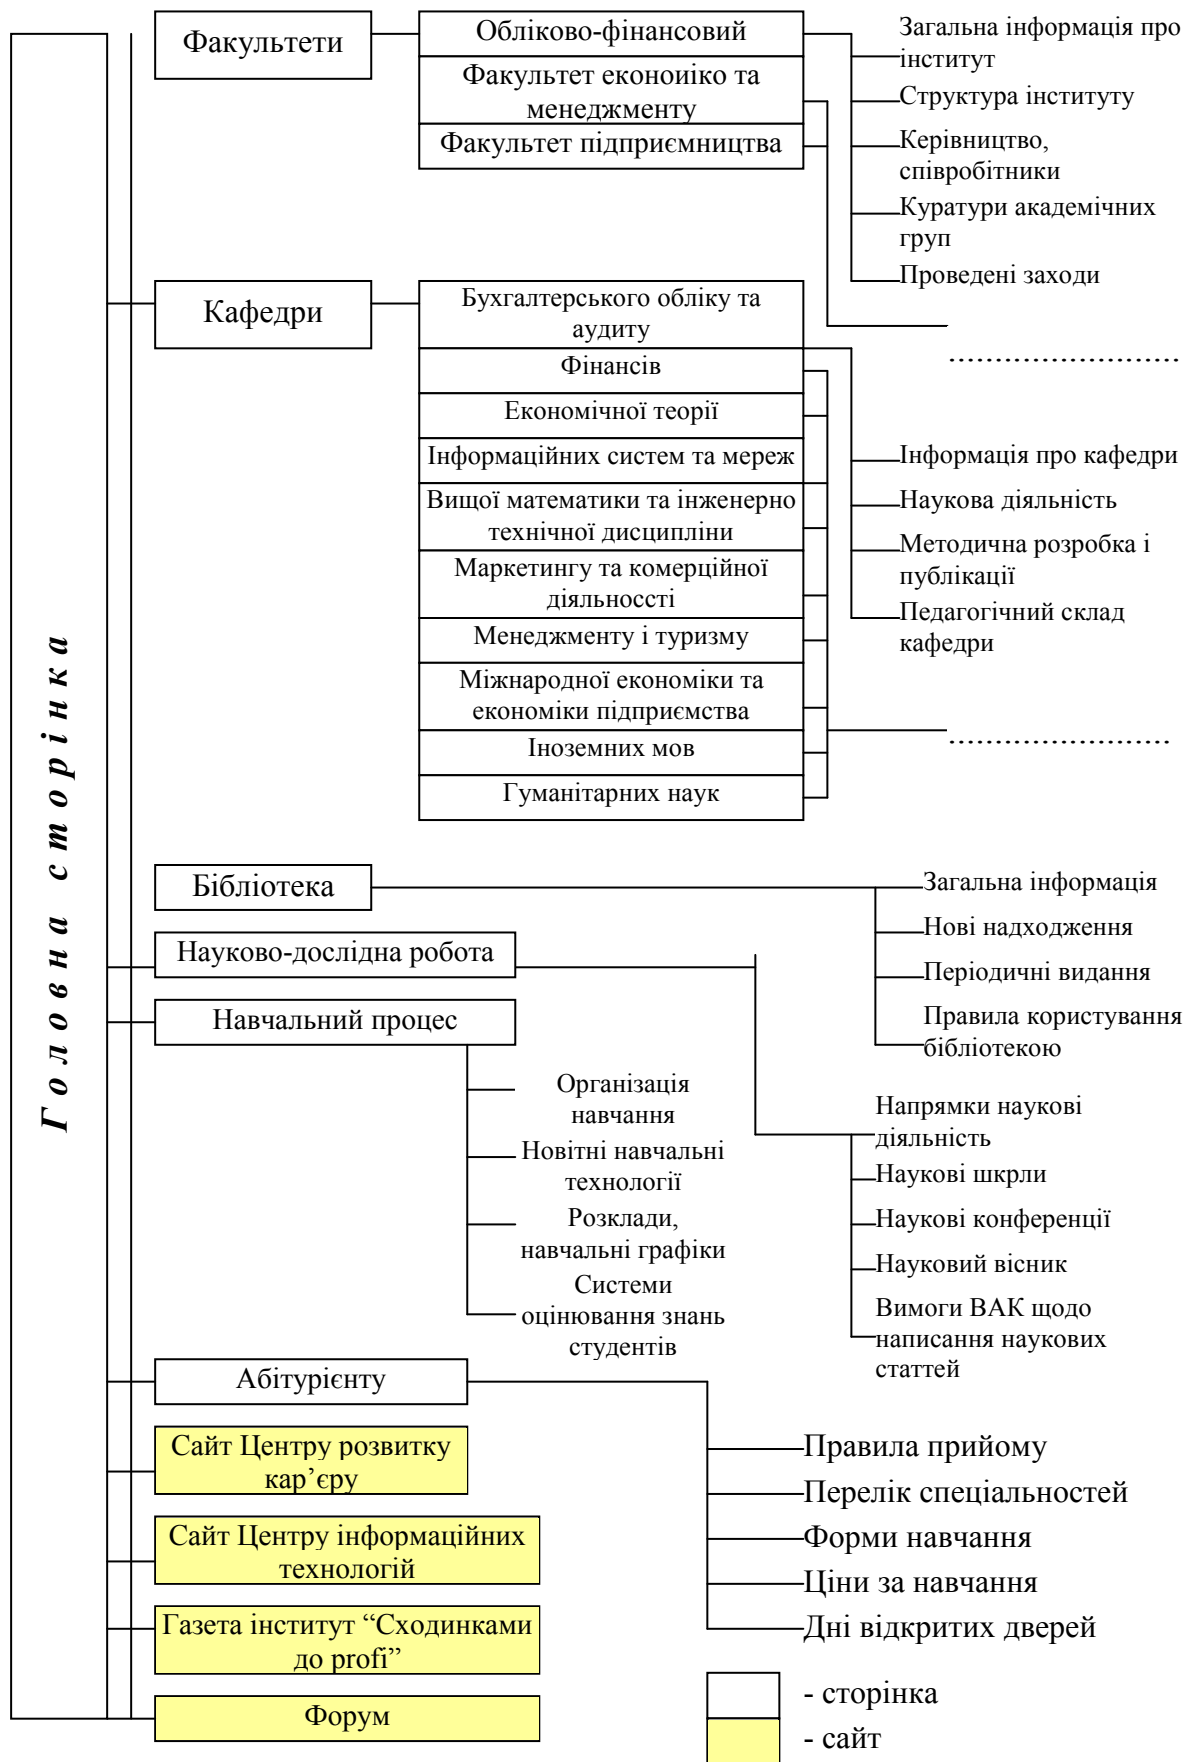 Головна сторінка
Факультети
Обліково-фінансовий
Факультет еконоиіко та
менеджменту
Факультет підприємництва
Загальна інформація про
інститут
Структура інституту
Керівництво,
співробітники
Куратури академічних
груп
Проведені заходи
........................
Кафедри
Бухгалтерського обліку та
аудиту
Фінансів
Економічної теорії
Інформаційних систем та мереж
Вищої математики та інженерно
технічної дисципліни
Маркетингу та комерційної
діяльноссті
Менеджменту і туризму
Міжнародної економіки та
економіки підприємства
Іноземних мов
Гуманітарних наук
Інформація про кафедри
Наукова діяльність
Методична розробка і
публікації
Педагогічний склад
кафедри
.......................
Бібліотека
Загальна інформація
Нові надходження
Періодичні видання
Правила користування
бібліотекою
Науково-дослідна робота
Напрямки наукові
діяльність
Наукові шкрли
Наукові конференції
Науковий вісник
Вимоги ВАК щодо
написання наукових
статтей
Навчальний процес
Організація
навчання
Новітні навчальні
технології
Розклади,
навчальні графіки
Системи
оцінювання знань
студентів
Абітурієнту
Правила прийому
Перелік спеціальностей
Форми навчання
Ціни за навчання
Дні відкритих дверей
Сайт Центру розвитку
кар’єру
Сайт Центру інформаційних
технологій
Газета інститут “Сходинками
до profi”
Форум
- сторінка
- сайт